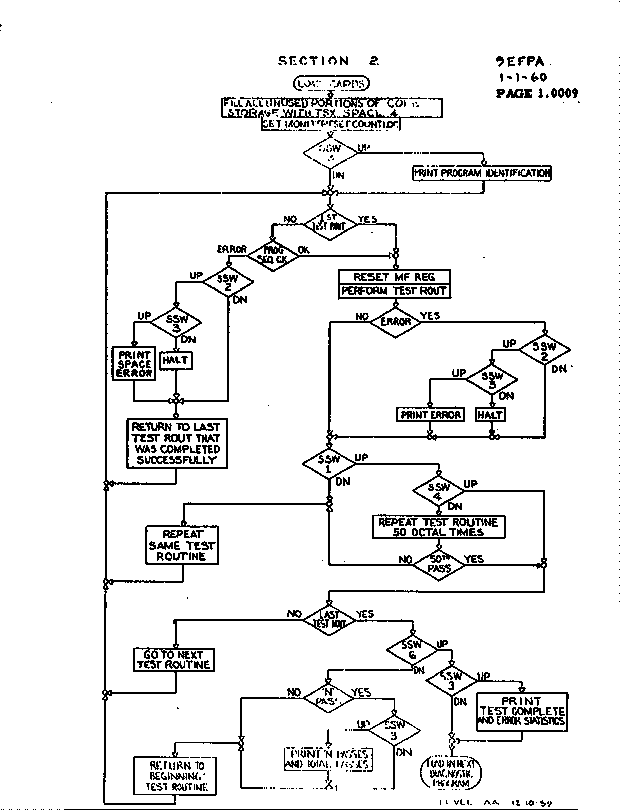 SECTION 2
9EFPA
1-1-60
PAGE 1.0009
LOAD CARDS
FILL ALL UNUSED PORTIONS OF CORE
STORAGE WITH TSX SPACE, 4
SSW
UP
DN
PRINT PROGRAM IDENTIFICATION
NO
1ST
TEST ROUT
YES
ERROR
PROG
SEQ CK
OK
RESET MF REG
PERFORM TEST ROUT
UP
SSW
2
DN
UP
SSW
3
DN
NO
ERROR
YES
PRINT
SPACE
ERROR
HALT
UP
SSW
2
DN
UP
SSW
3
DN
PRINT ERROR
HALT
RETURN TO LAST
TEST ROUT THAT
WAS COMPLETED
SUCCESSFULLY
SSW
1
UP
DN
SSW
4
UP
DN
REPEAT
SAME TEST
ROUTINE
REPEAT TEST ROUTINE
50 OCTAL TIMES
NO
50TH
PASS
YES
NO
LAST
TEST ROUT
YES
GO TO NEXT
TEST ROUTINE
SSW
6
UP
DN
SSW
3
UP
DN
NO
"N"
PASS
YES
PRINT
TEST COMPLETE
AND ERROR STATISTICS
UP
SSW
3
DN
PRINT N PASSES
AND TOTAL PASSES
RETURN TO
BEGINNING
TEST ROUTINE
LOAD IN NEXT
DIAGNOSTIC
PROGRAM
LEVEL AA 12-10-59